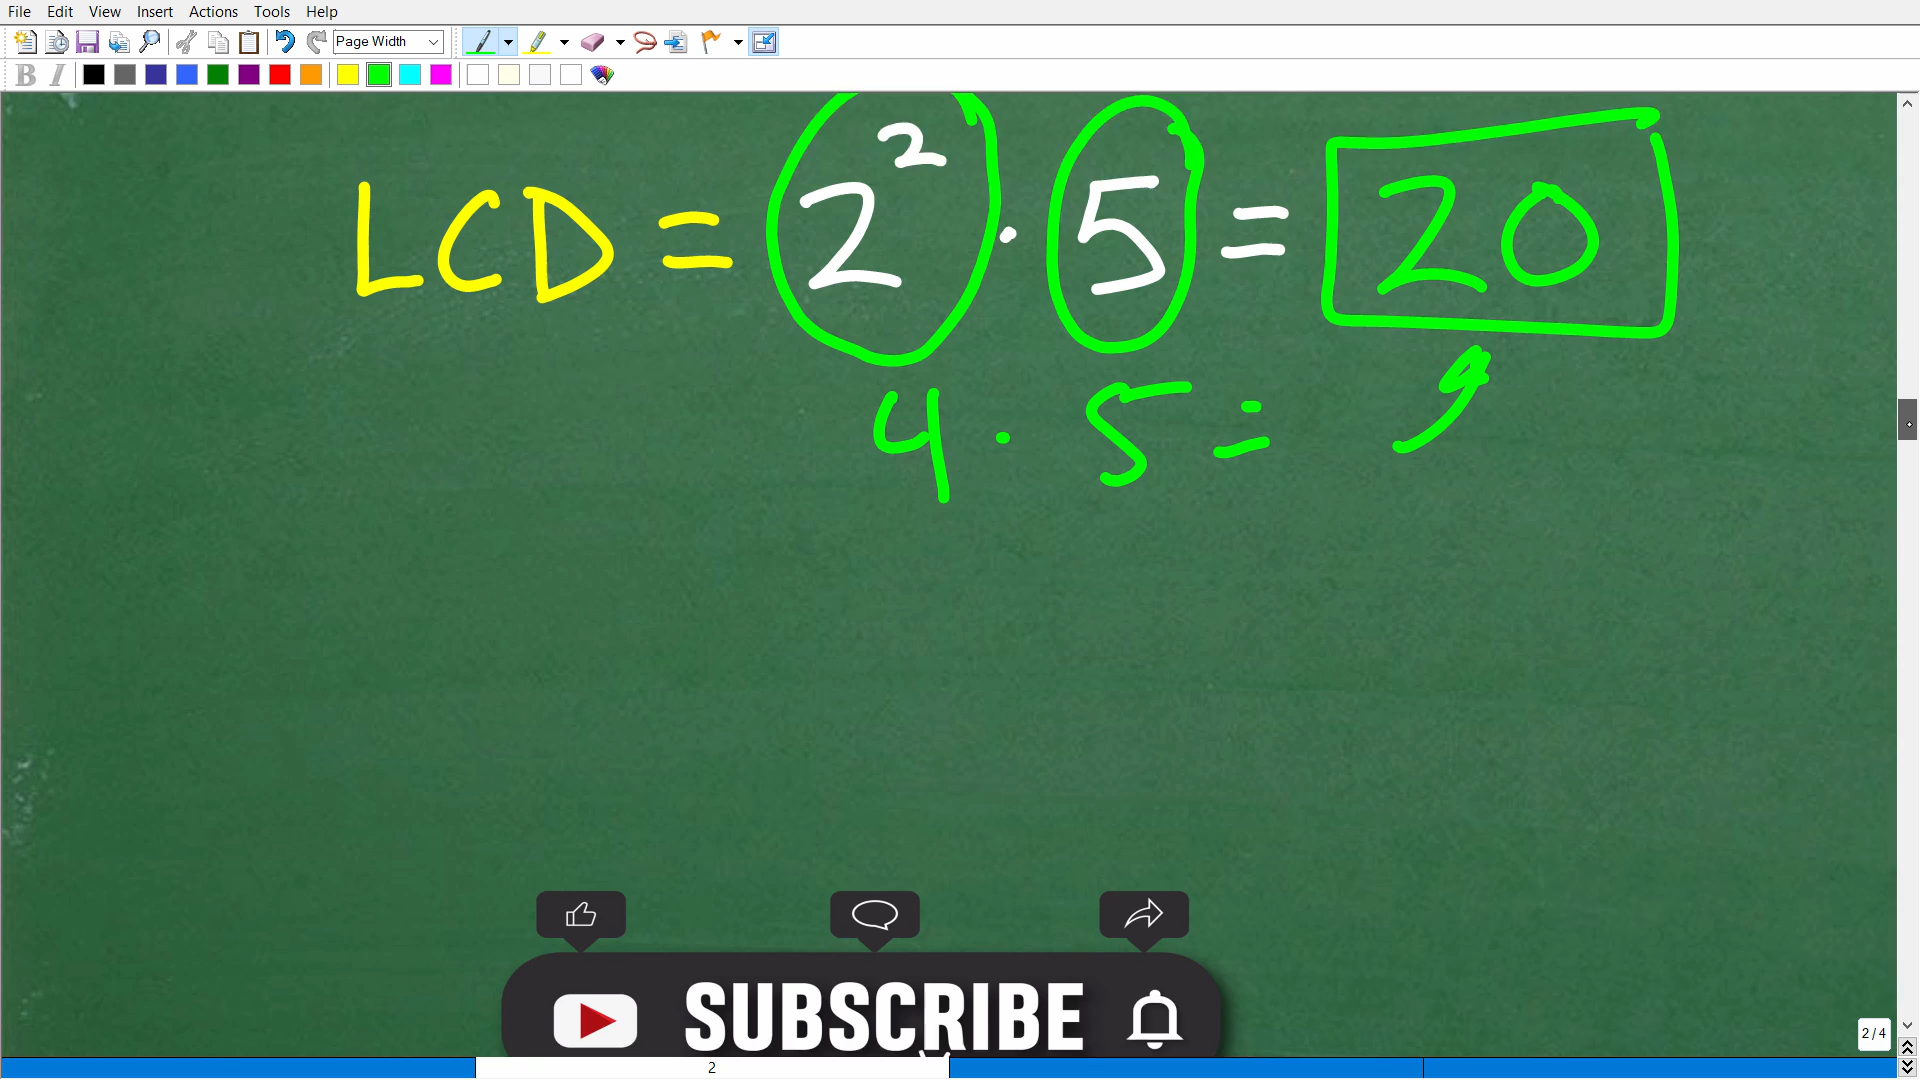 File Edit View Insert Actions Tools Help
Page Width
B I
LCD = 2² · 5 = 20
4 · 5 =
SUBSCRIBE
2 / 4
2